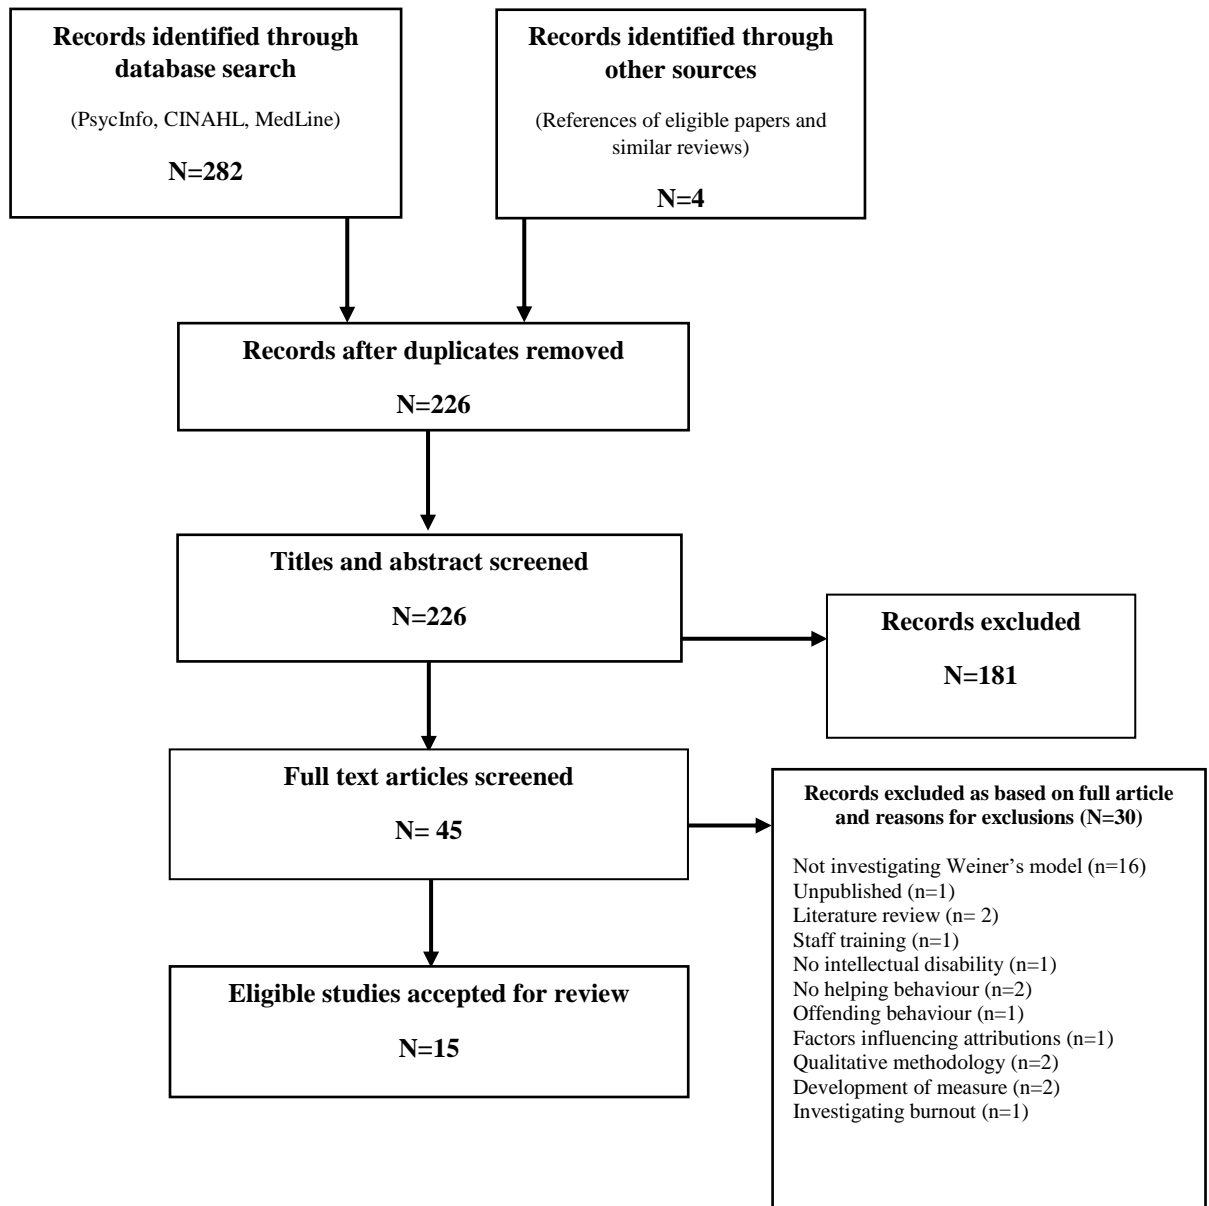 Records identified through
database search
(PsycInfo, CINAHL, MedLine)
N=282
Records identified through
other sources
(References of eligible papers and
similar reviews)
N=4
Records after duplicates removed
N=226
Titles and abstract screened
N=226
Records excluded
N=181
Full text articles screened
N= 45
Records excluded as based on full article
and reasons for exclusions (N=30)
Not investigating Weiner’s model (n=16)
Unpublished (n=1)
Literature review (n= 2)
Staff training (n=1)
No intellectual disability (n=1)
No helping behaviour (n=2)
Offending behaviour (n=1)
Factors influencing attributions (n=1)
Qualitative methodology (n=2)
Development of measure (n=2)
Investigating burnout (n=1)
Eligible studies accepted for review
N=15